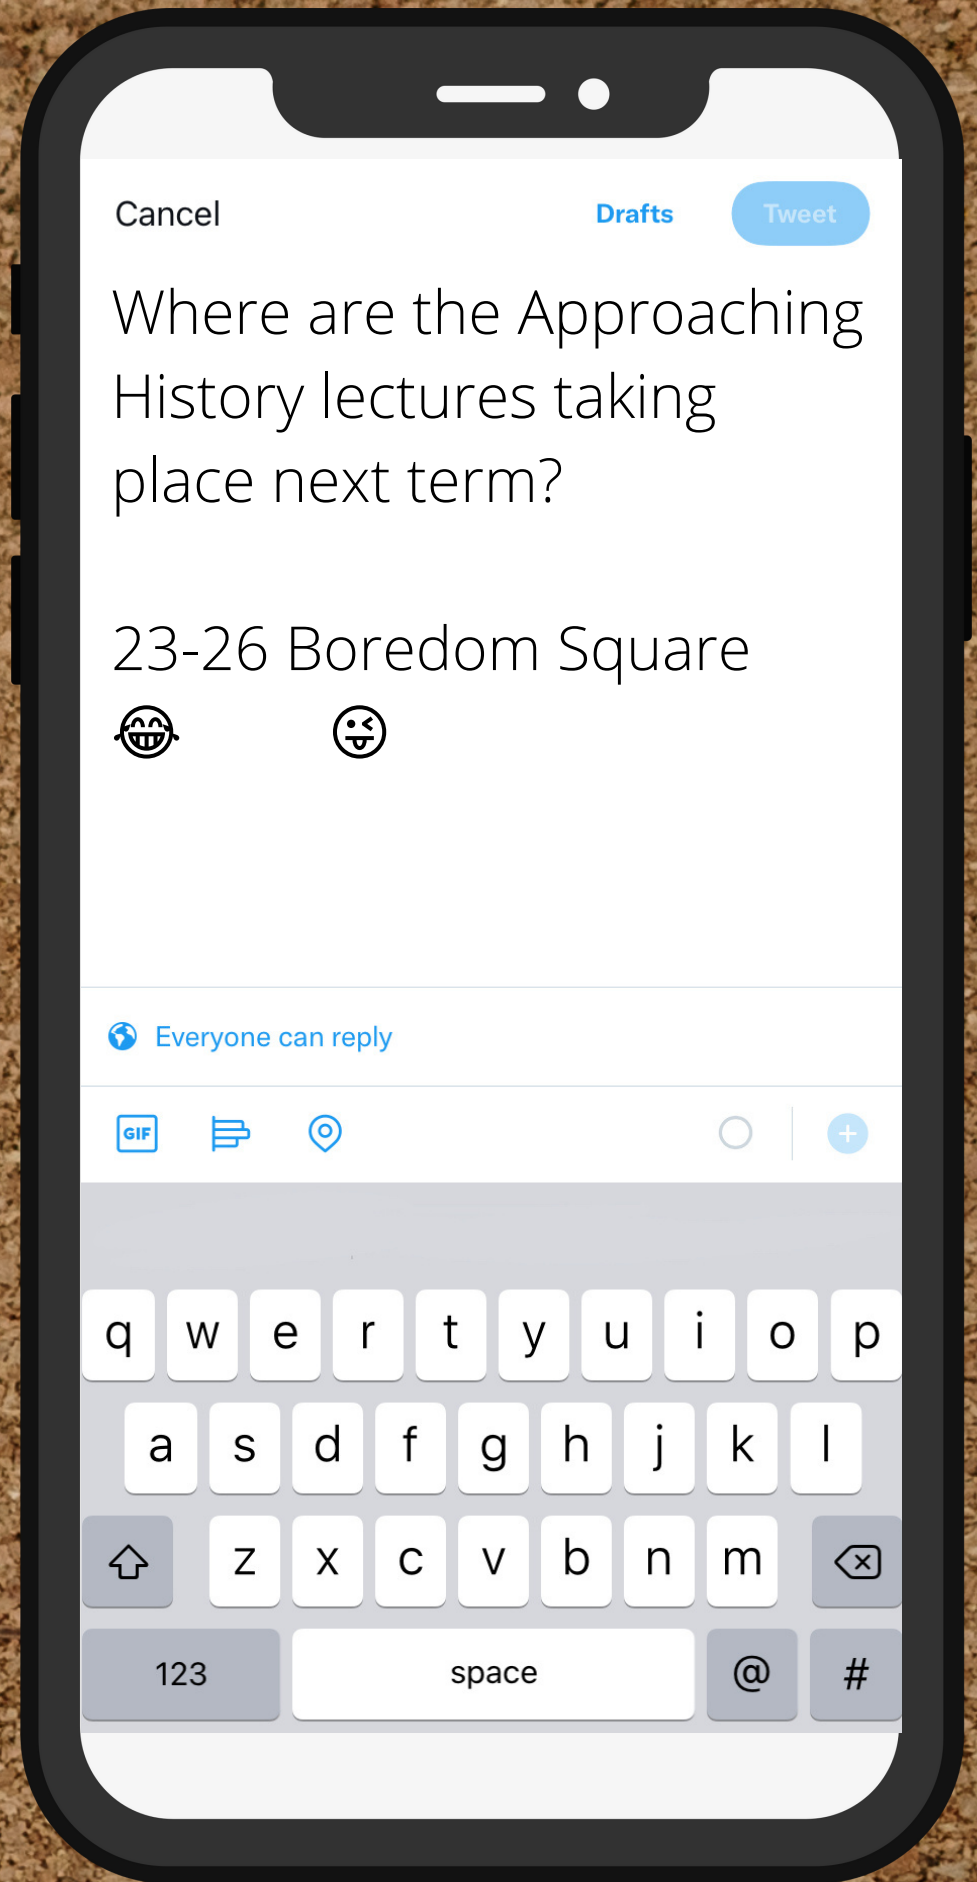 Cancel Drafts Tweet
Where are the Approaching
History lectures taking
place next term?
23-26 Boredom Square
😂 😜
Everyone can reply
GIF
q w e r t y u i o p
a s d f g h j k l
z x c v b n m
123 space @ #